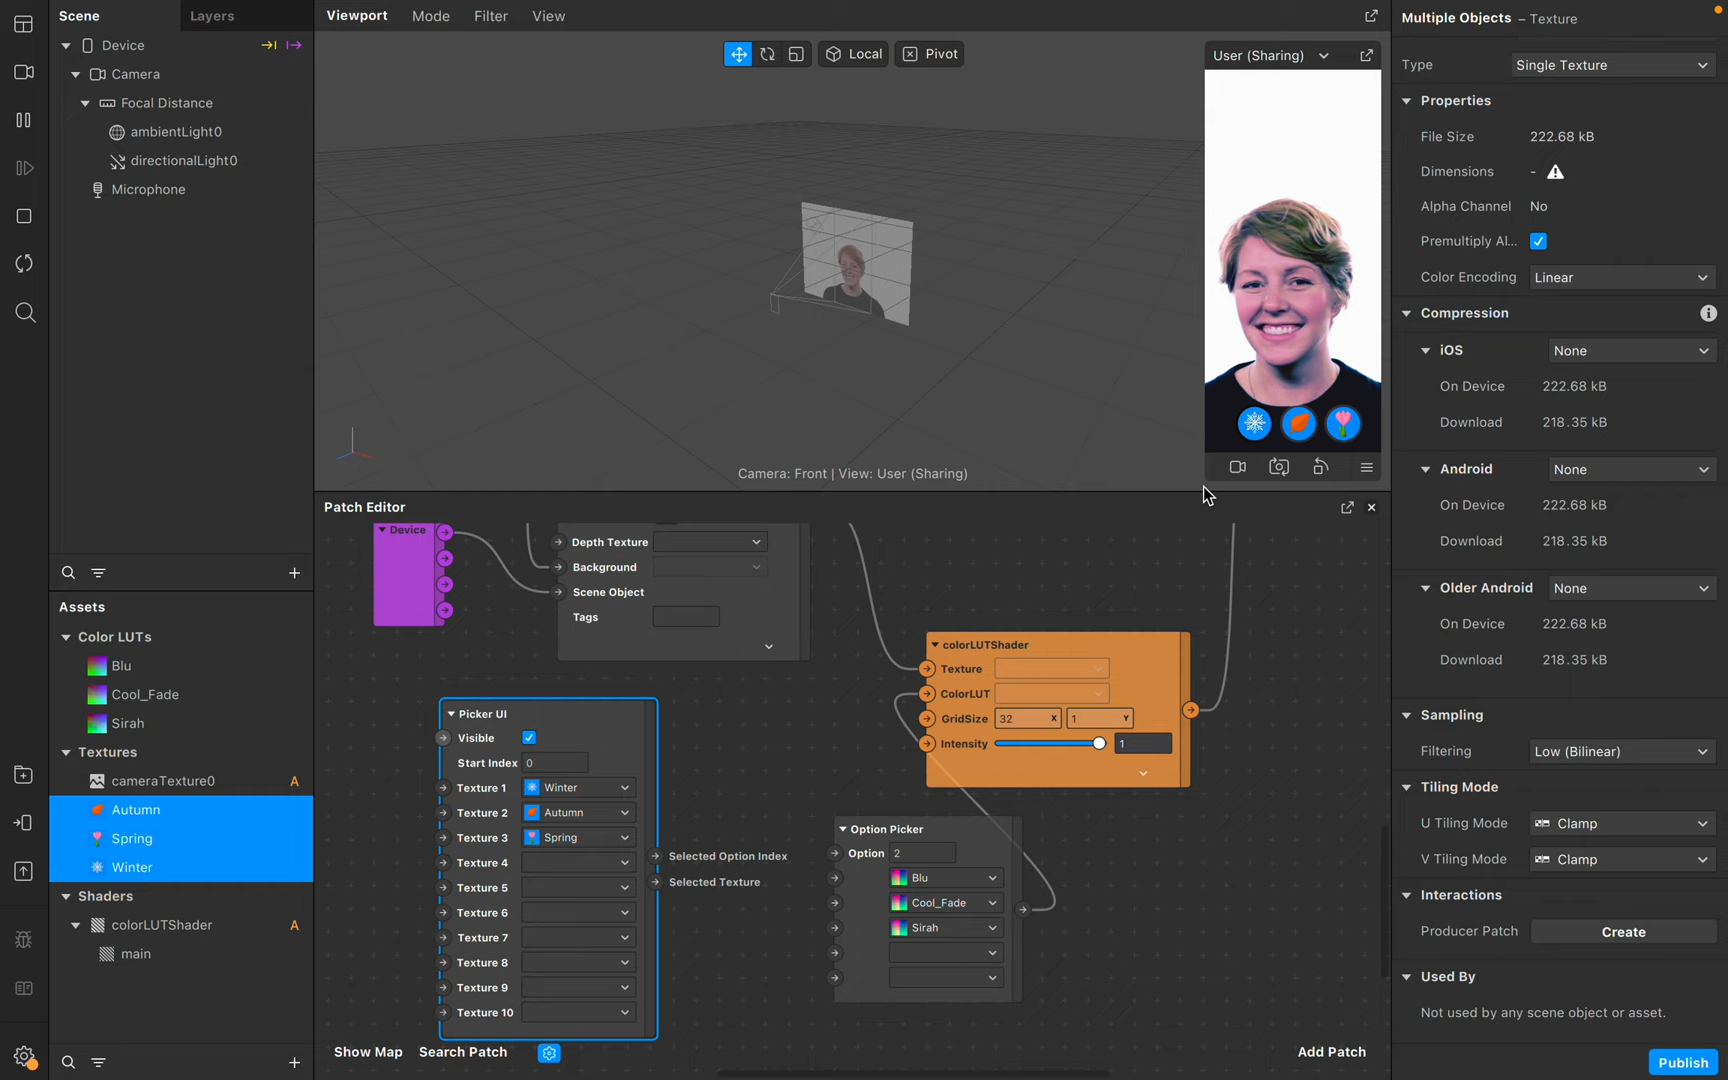 Scene
Layers
Viewport
Mode
Filter
View
Multiple Objects – Texture
Device
Camera
Focal Distance
ambientLight0
directionalLight0
Microphone
Local
Pivot
User (Sharing)
Camera: Front | View: User (Sharing)
Type
Single Texture
Properties
File Size
222.68 kB
Dimensions
-
Alpha Channel
No
Premultiply Al...
Color Encoding
Linear
Compression
iOS
None
On Device
222.68 kB
Download
218.35 kB
Android
None
On Device
222.68 kB
Download
218.35 kB
Older Android
None
On Device
222.68 kB
Download
218.35 kB
Sampling
Filtering
Low (Bilinear)
Tiling Mode
U Tiling Mode
Clamp
V Tiling Mode
Clamp
Interactions
Producer Patch
Create
Used By
Not used by any scene object or asset.
Publish
Assets
Color LUTs
Blu
Cool_Fade
Sirah
Textures
cameraTexture0
A
Autumn
Spring
Winter
Shaders
colorLUTShader
A
main
Patch Editor
Device
Depth Texture
Background
Scene Object
Tags
Picker UI
Visible
Start Index
0
Texture 1
Winter
Texture 2
Autumn
Texture 3
Spring
Texture 4
Texture 5
Texture 6
Texture 7
Texture 8
Texture 9
Texture 10
Selected Option Index
Selected Texture
colorLUTShader
Texture
ColorLUT
GridSize
32
X
1
Y
Intensity
1
Option Picker
Option
2
Blu
Cool_Fade
Sirah
Show Map
Search Patch
Add Patch